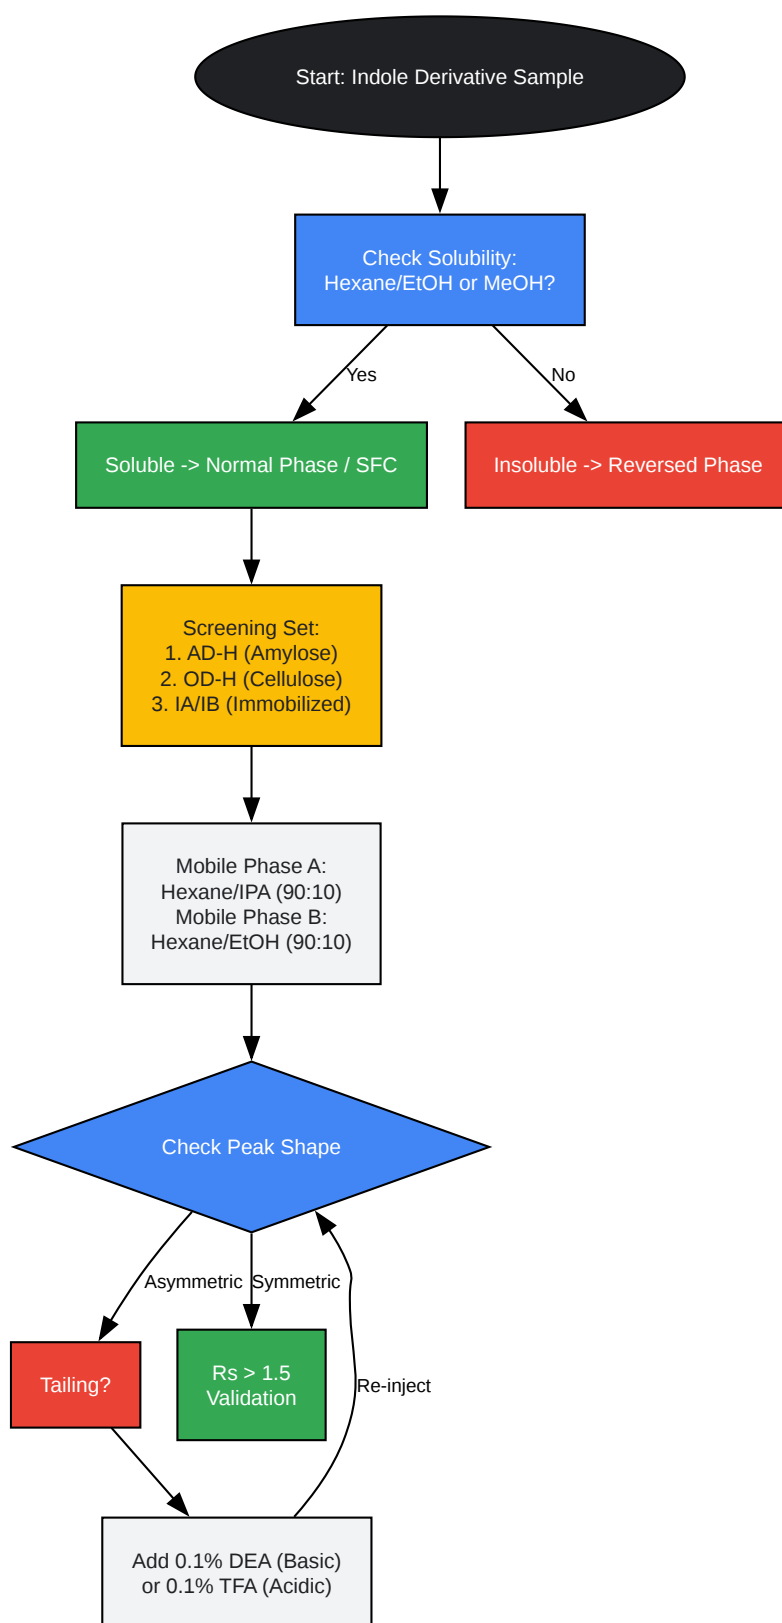 Start: Indole Derivative Sample
Check Solubility:
Hexane/EtOH or MeOH?
Yes
No
Soluble -> Normal Phase / SFC
Insoluble -> Reversed Phase
Screening Set:
1. AD-H (Amylose)
2. OD-H (Cellulose)
3. IA/IB (Immobilized)
Mobile Phase A:
Hexane/IPA (90:10)
Mobile Phase B:
Hexane/EtOH (90:10)
Check Peak Shape
Asymmetric
Symmetric
Tailing?
Rs > 1.5
Validation
Re-inject
Add 0.1% DEA (Basic)
or 0.1% TFA (Acidic)